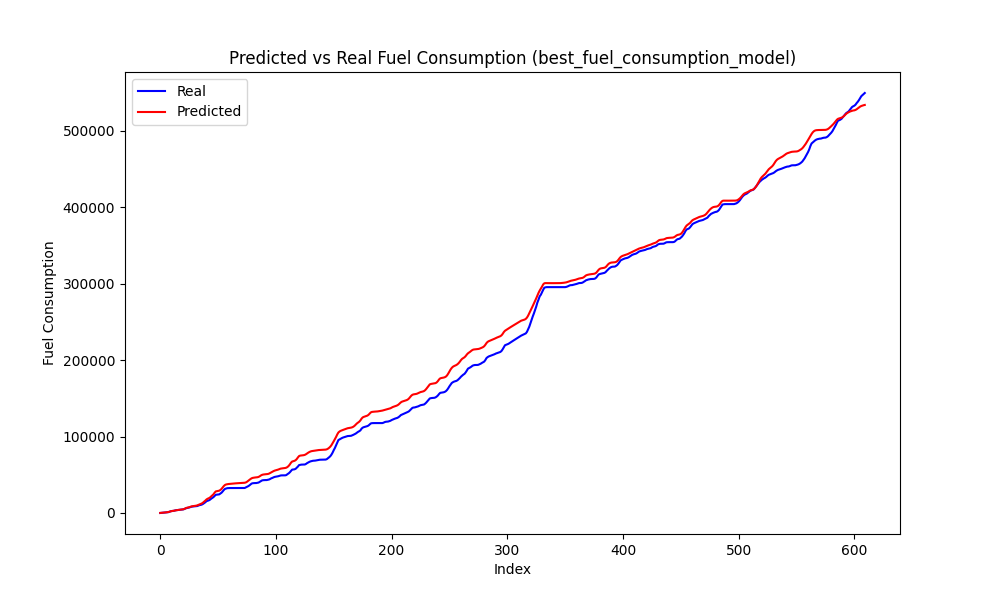 Predicted vs Real Fuel Consumption (best_fuel_consumption_model)
Real
Predicted
Fuel Consumption
500000
400000
300000
200000
100000
0
0 100 200 300 400 500 600
Index